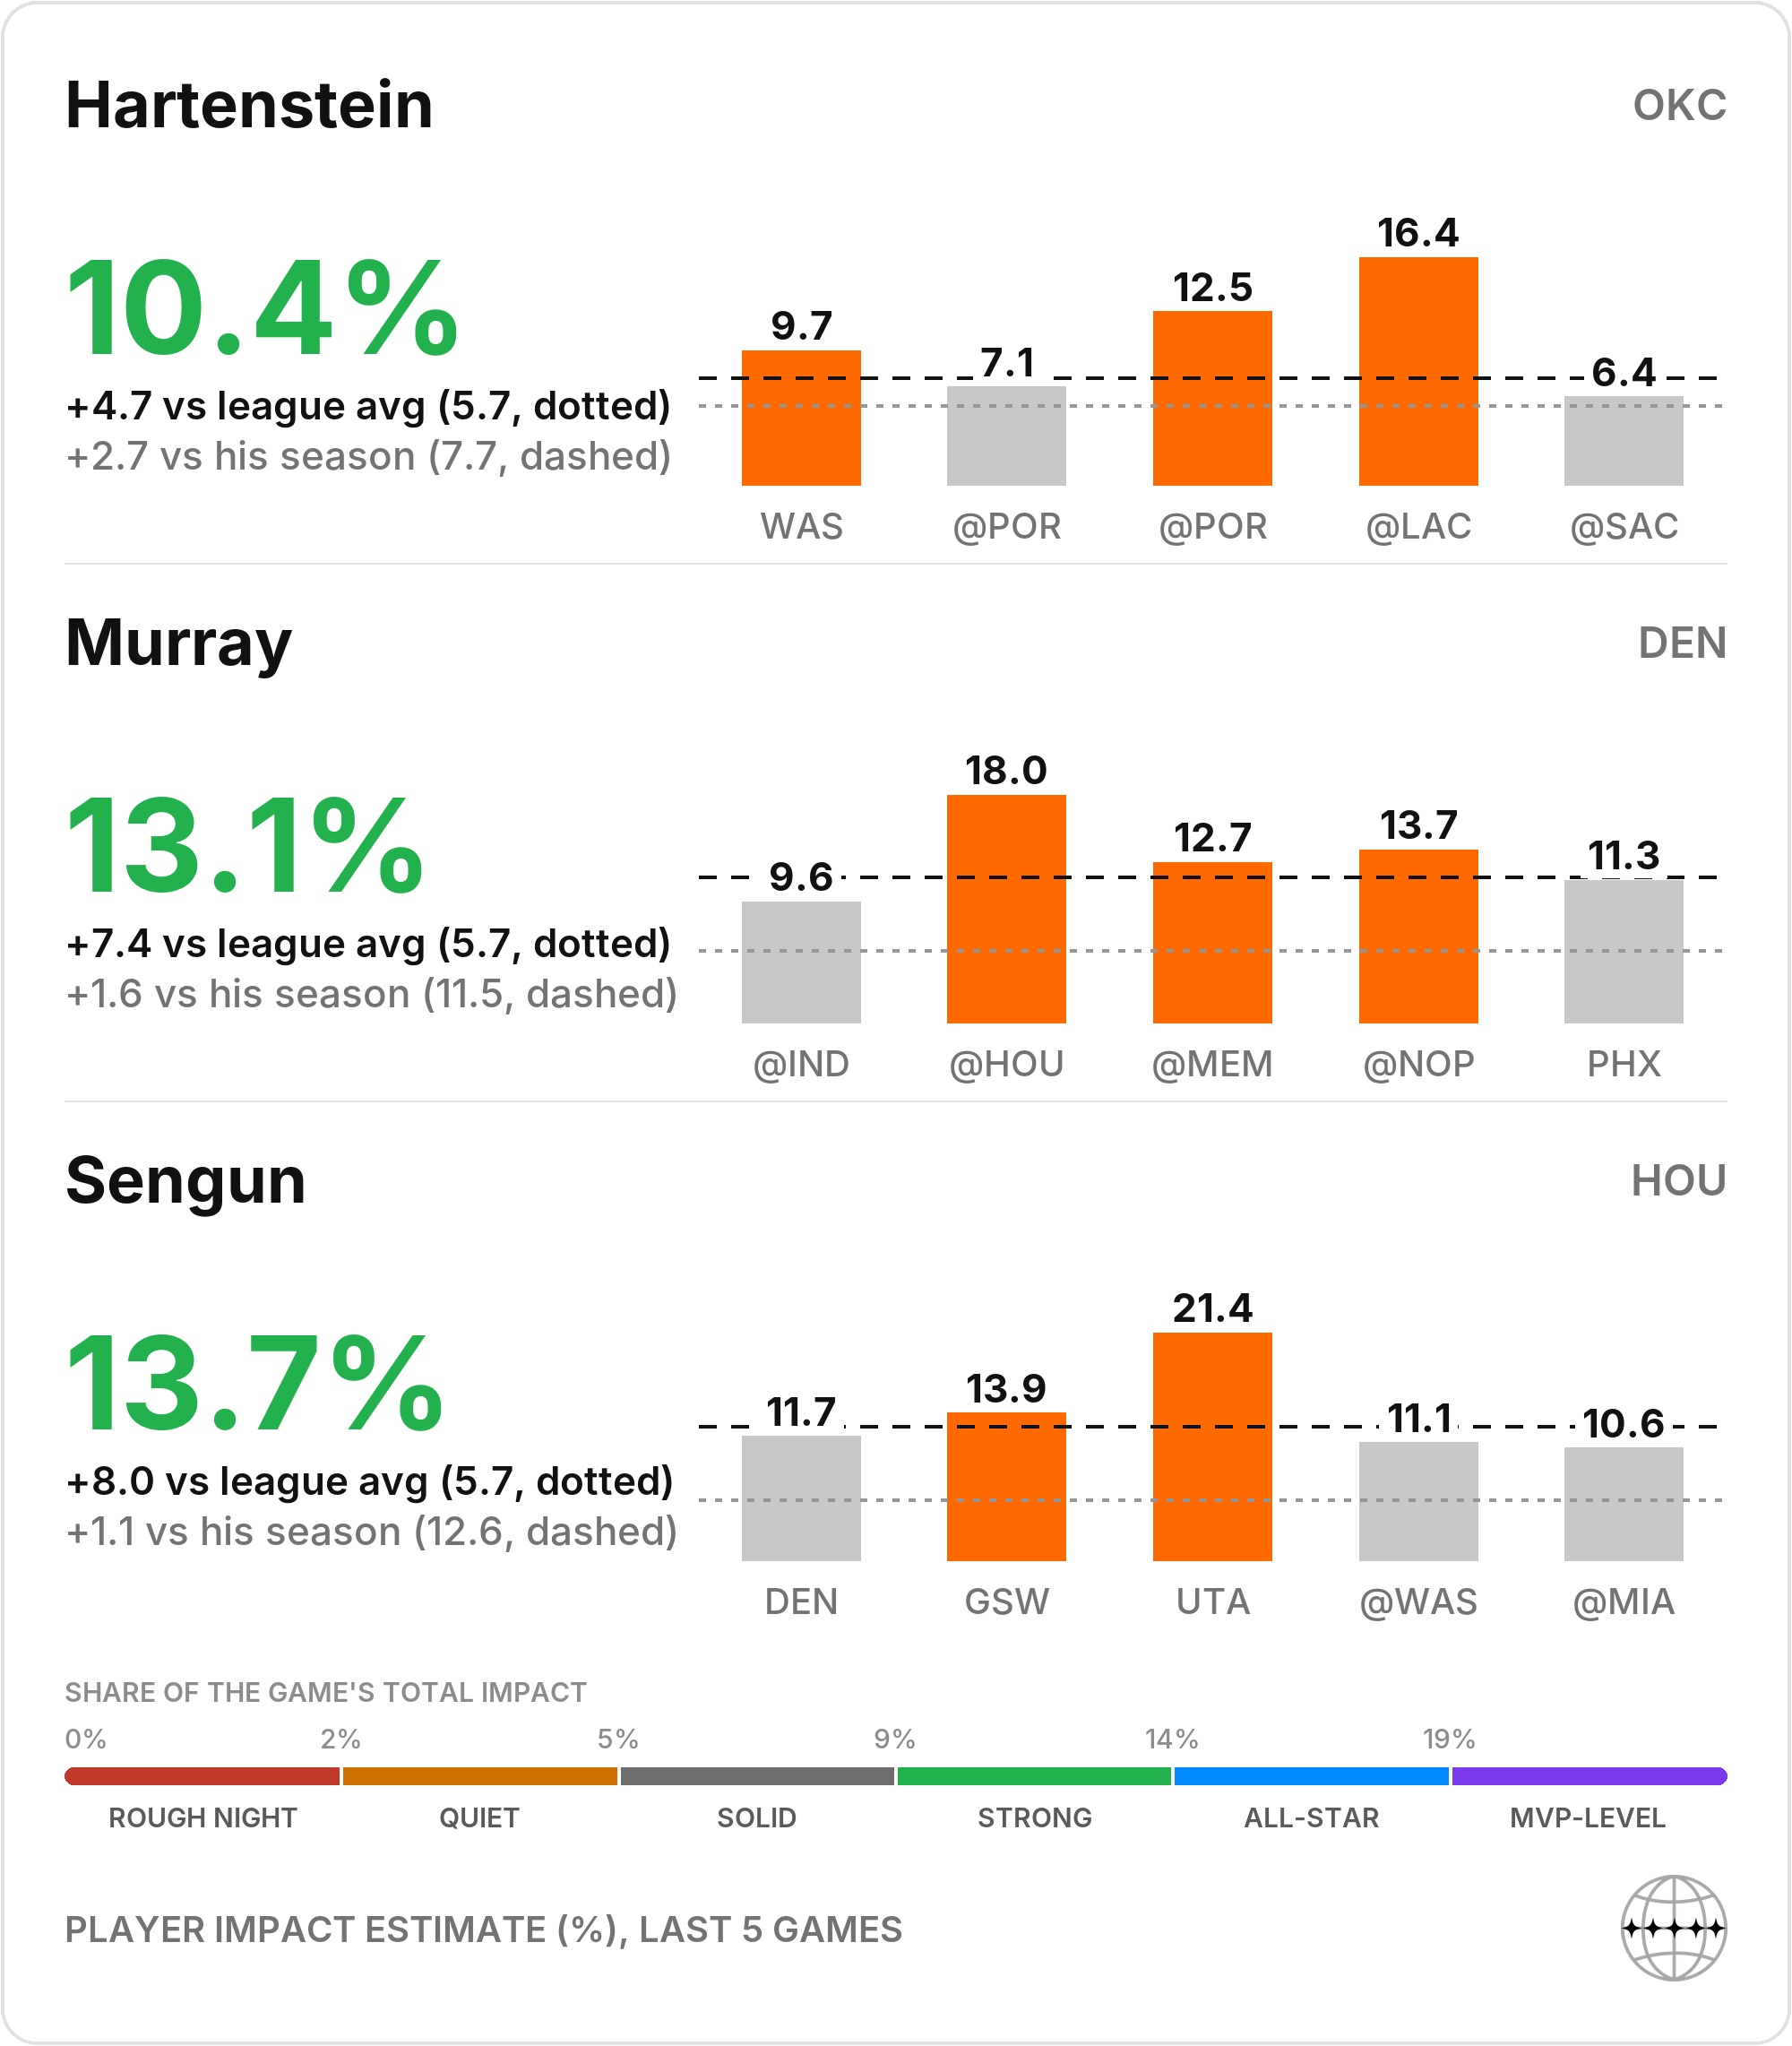 Hartenstein
OKC
10.4%
+4.7 vs league avg (5.7, dotted)
+2.7 vs his season (7.7, dashed)
9.7
7.1
12.5
16.4
6.4
WAS
@POR
@POR
@LAC
@SAC
Murray
DEN
13.1%
+7.4 vs league avg (5.7, dotted)
+1.6 vs his season (11.5, dashed)
9.6
18.0
12.7
13.7
11.3
@IND
@HOU
@MEM
@NOP
PHX
Sengun
HOU
13.7%
+8.0 vs league avg (5.7, dotted)
+1.1 vs his season (12.6, dashed)
11.7
13.9
21.4
11.1
10.6
DEN
GSW
UTA
@WAS
@MIA
SHARE OF THE GAME'S TOTAL IMPACT
0% 2% 5% 9% 14% 19%
ROUGH NIGHT QUIET SOLID STRONG ALL-STAR MVP-LEVEL
PLAYER IMPACT ESTIMATE (%), LAST 5 GAMES